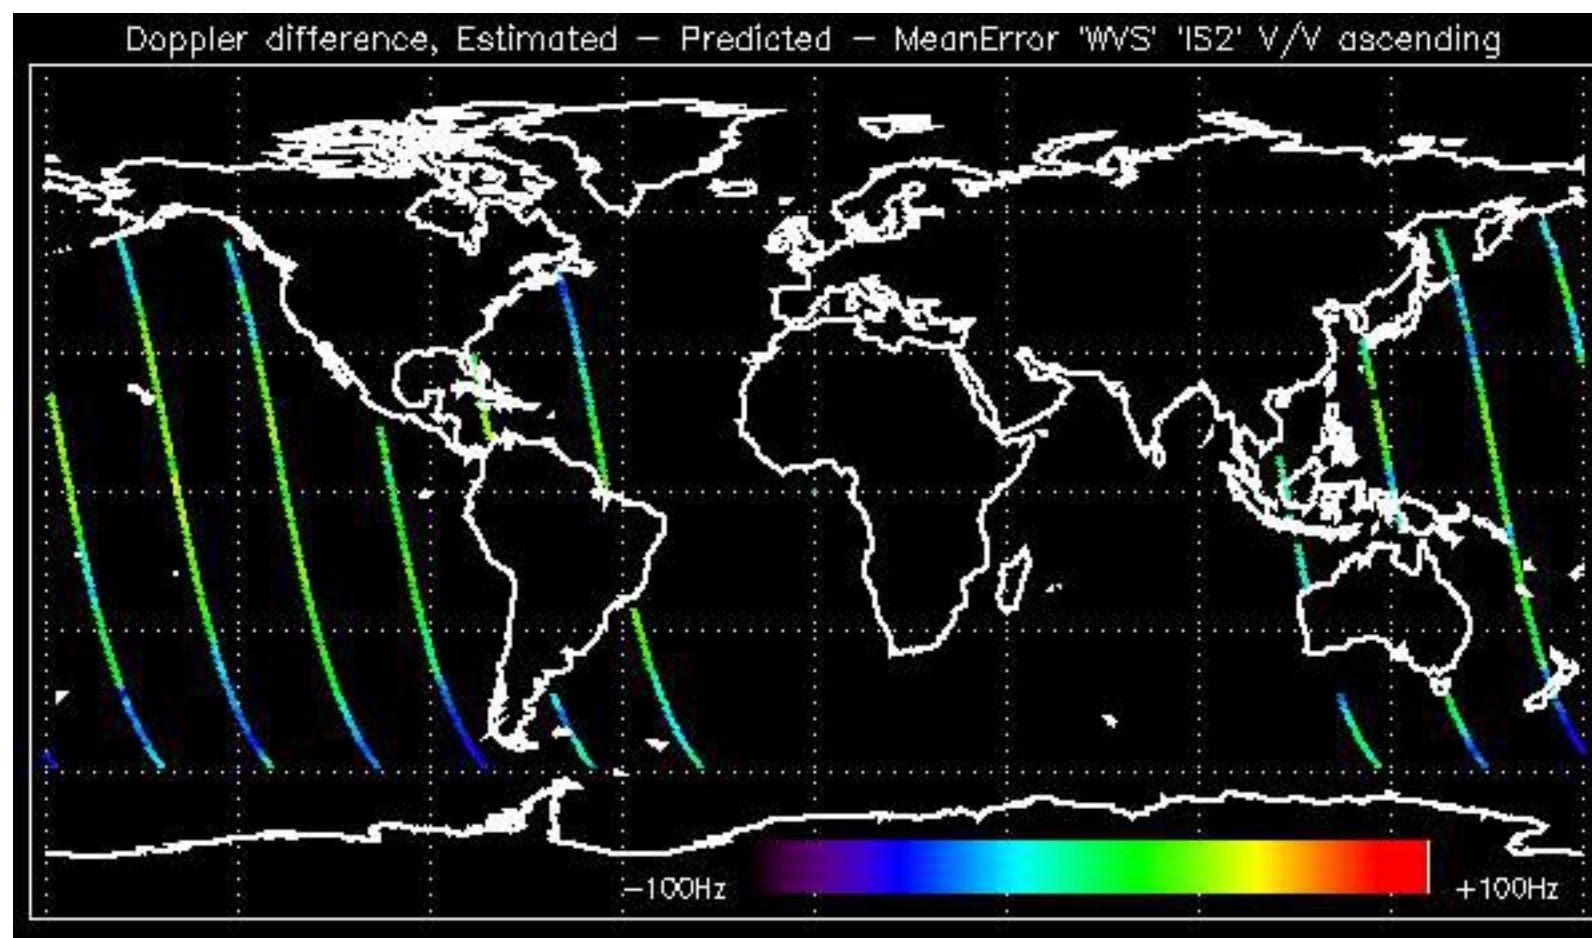 Doppler difference, Estimated – Predicted – MeanError 'WVS' 'IS2' V/V ascending
–100Hz +100Hz